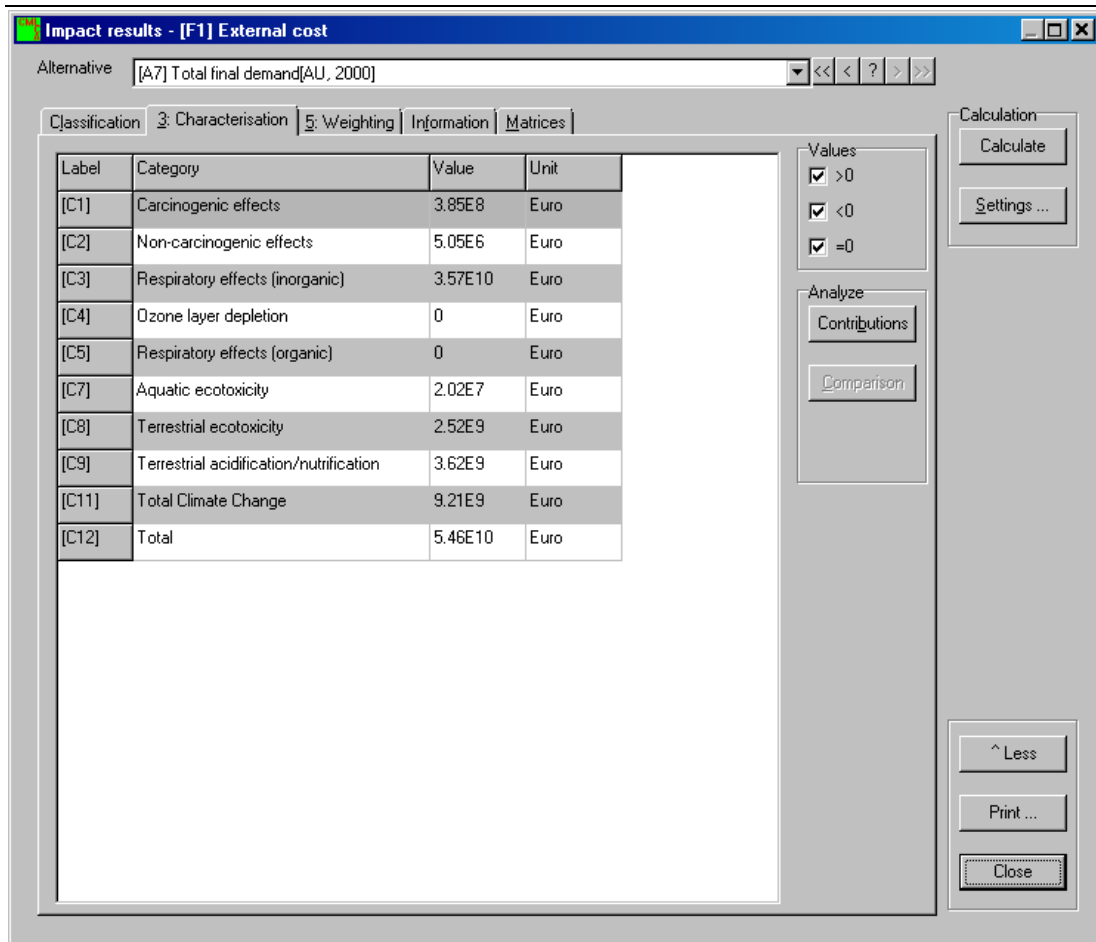 Impact results - [F1] External cost
Alternative [A7] Total final demand[AU, 2000] << < ? > >>
Classification 3: Characterisation 5: Weighting Information Matrices
Label Category Value Unit
[C1] Carcinogenic effects 3.85E8 Euro
[C2] Non-carcinogenic effects 5.05E6 Euro
[C3] Respiratory effects (inorganic) 3.57E10 Euro
[C4] Ozone layer depletion 0 Euro
[C5] Respiratory effects (organic) 0 Euro
[C7] Aquatic ecotoxicity 2.02E7 Euro
[C8] Terrestrial ecotoxicity 2.52E9 Euro
[C9] Terrestrial acidification/nutrification 3.62E9 Euro
[C11] Total Climate Change 9.21E9 Euro
[C12] Total 5.46E10 Euro
Values
>0
<0
=0
Analyze
Contributions
Comparison
Calculation
Calculate
Settings ...
^ Less
Print ...
Close